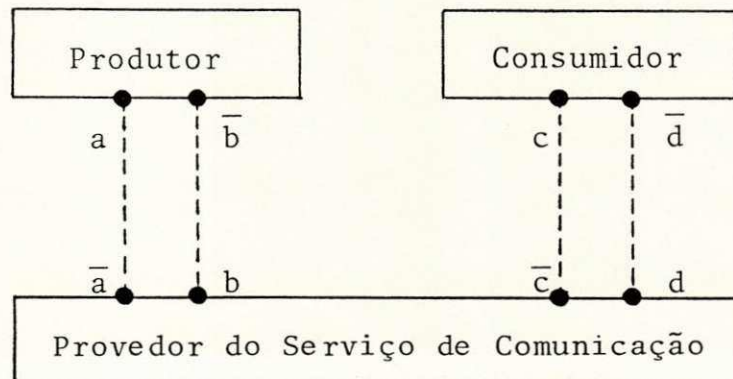 Produtor Consumidor
a b̅ c d̅
a̅ b c̅ d
Provedor do Serviço de Comunicação